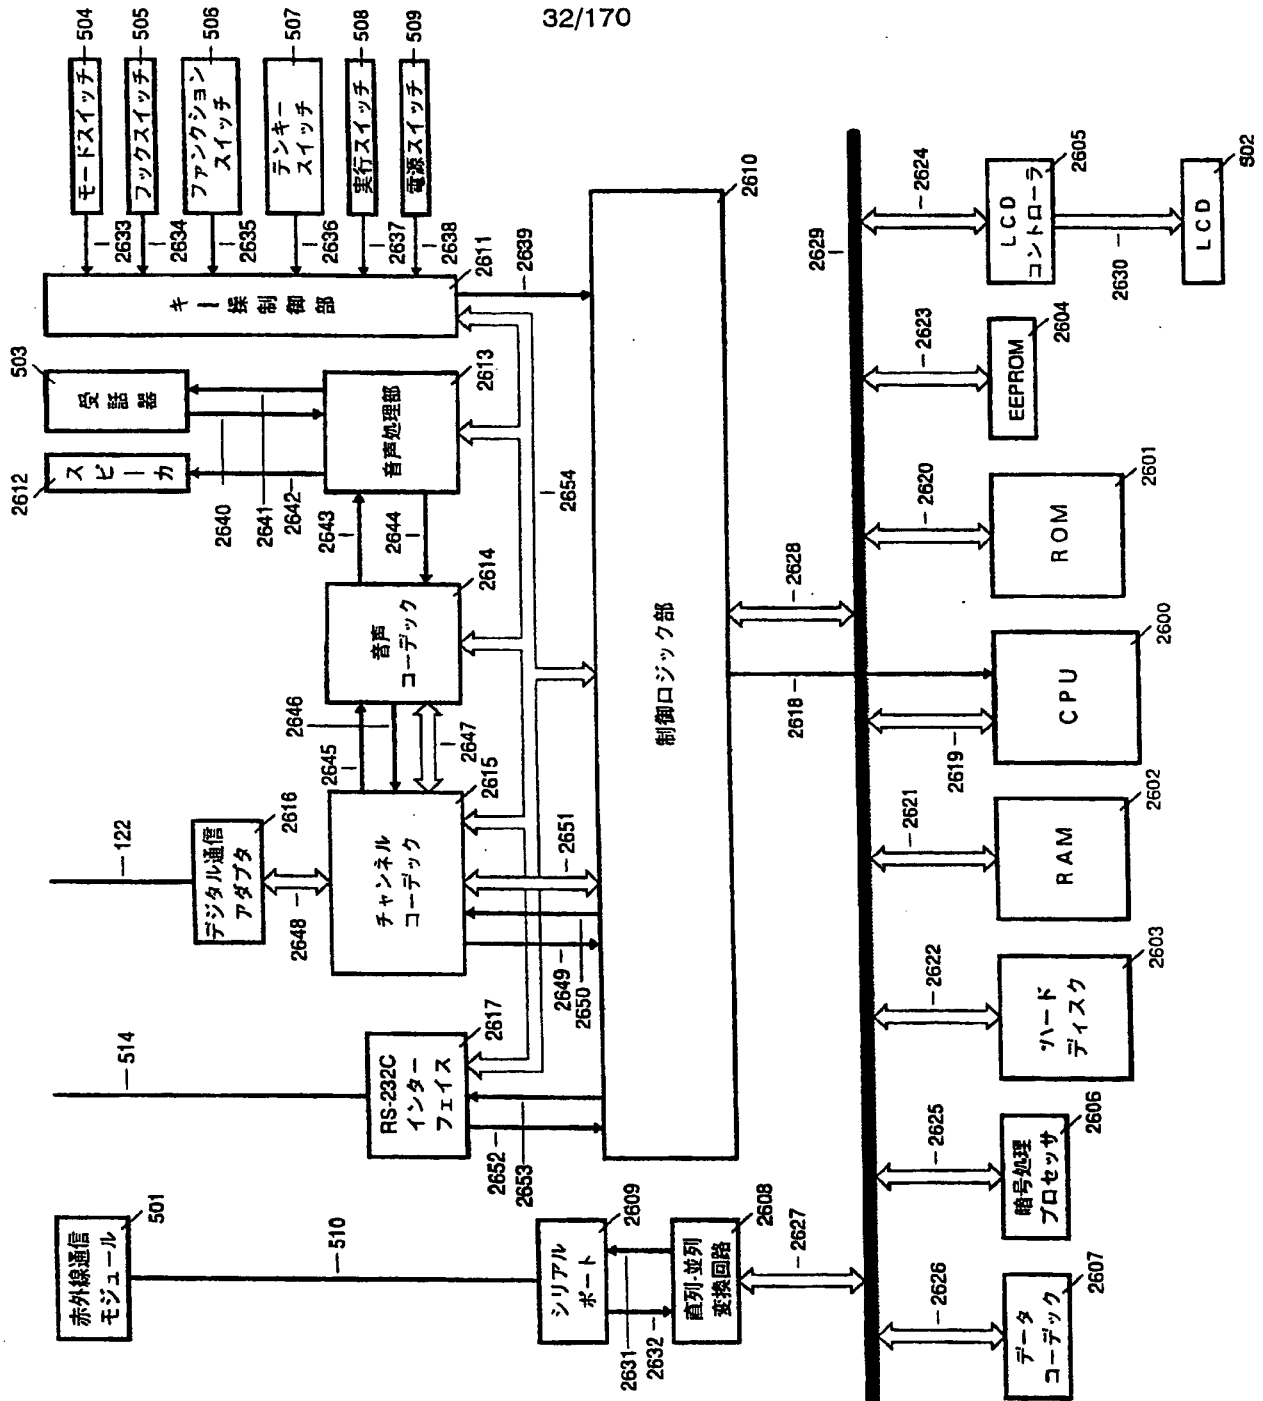 32/170
モードスイッチ
504
フックスイッチ
505
ファンクション
スイッチ
506
テンキー
スイッチ
507
実行スイッチ
508
電源スイッチ
509
2633
2634
2635
2636
2637
2638
キー操制御部
2611
2639
503
受話器
2612
スピーカ
2640
2641
2642
音声処理部
2613
2643
2644
音声
コーデック
2614
2654
2645
2646
2647
チャンネル
コーデック
2615
122
デジタル通信
アダプタ
2616
2648
2651
2649
2650
514
RS-232C
インター
フェイス
2617
2652
2653
制御ロジック部
2610
赤外線通信
モジュール
501
510
シリアル
ポート
2609
2631
2632
直列-並列
変換回路
2608
2627
2628
2618
2629
2624
LCD
コントローラ
2605
2630
LCD
502
2623
EEPROM
2604
2620
ROM
2601
2619
CPU
2600
2621
RAM
2602
2622
ハード
ディスク
2603
2625
暗号処理
プロセッサ
2606
2626
データ
コーデック
2607